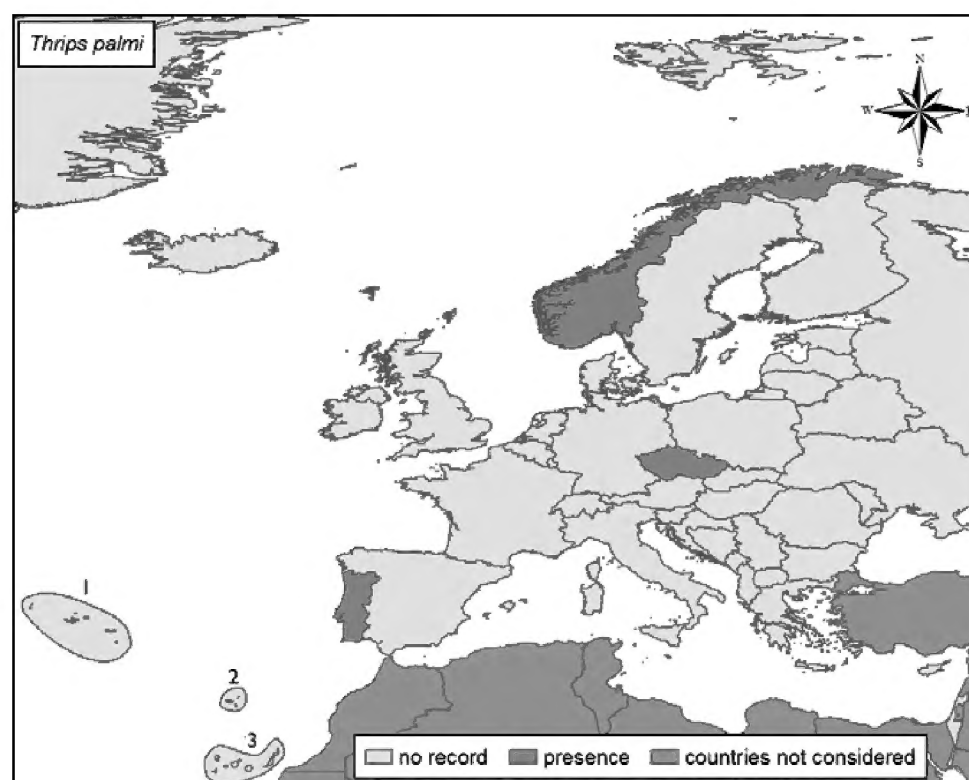 Thrips palmi
N
W E
S
1
2
3
no record presence countries not considered